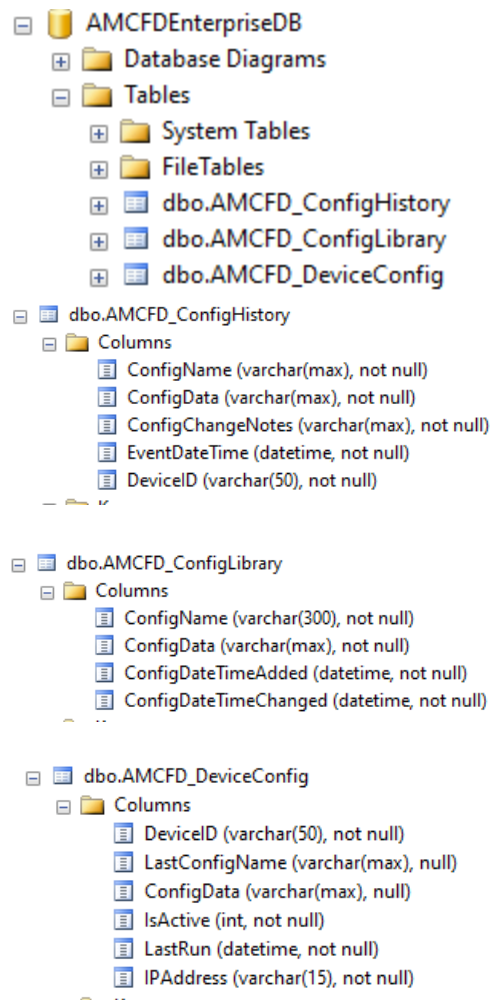 AMCFDEnterpriseDB
Database Diagrams
Tables
System Tables
FileTables
dbo.AMCFD_ConfigHistory
dbo.AMCFD_ConfigLibrary
dbo.AMCFD_DeviceConfig
dbo.AMCFD_ConfigHistory
Columns
ConfigName (varchar(max), not null)
ConfigData (varchar(max), not null)
ConfigChangeNotes (varchar(max), not null)
EventDateTime (datetime, not null)
DeviceID (varchar(50), not null)
dbo.AMCFD_ConfigLibrary
Columns
ConfigName (varchar(300), not null)
ConfigData (varchar(max), not null)
ConfigDateTimeAdded (datetime, not null)
ConfigDateTimeChanged (datetime, not null)
dbo.AMCFD_DeviceConfig
Columns
DeviceID (varchar(50), not null)
LastConfigName (varchar(max), null)
ConfigData (varchar(max), null)
IsActive (int, not null)
LastRun (datetime, not null)
IPAddress (varchar(15), not null)